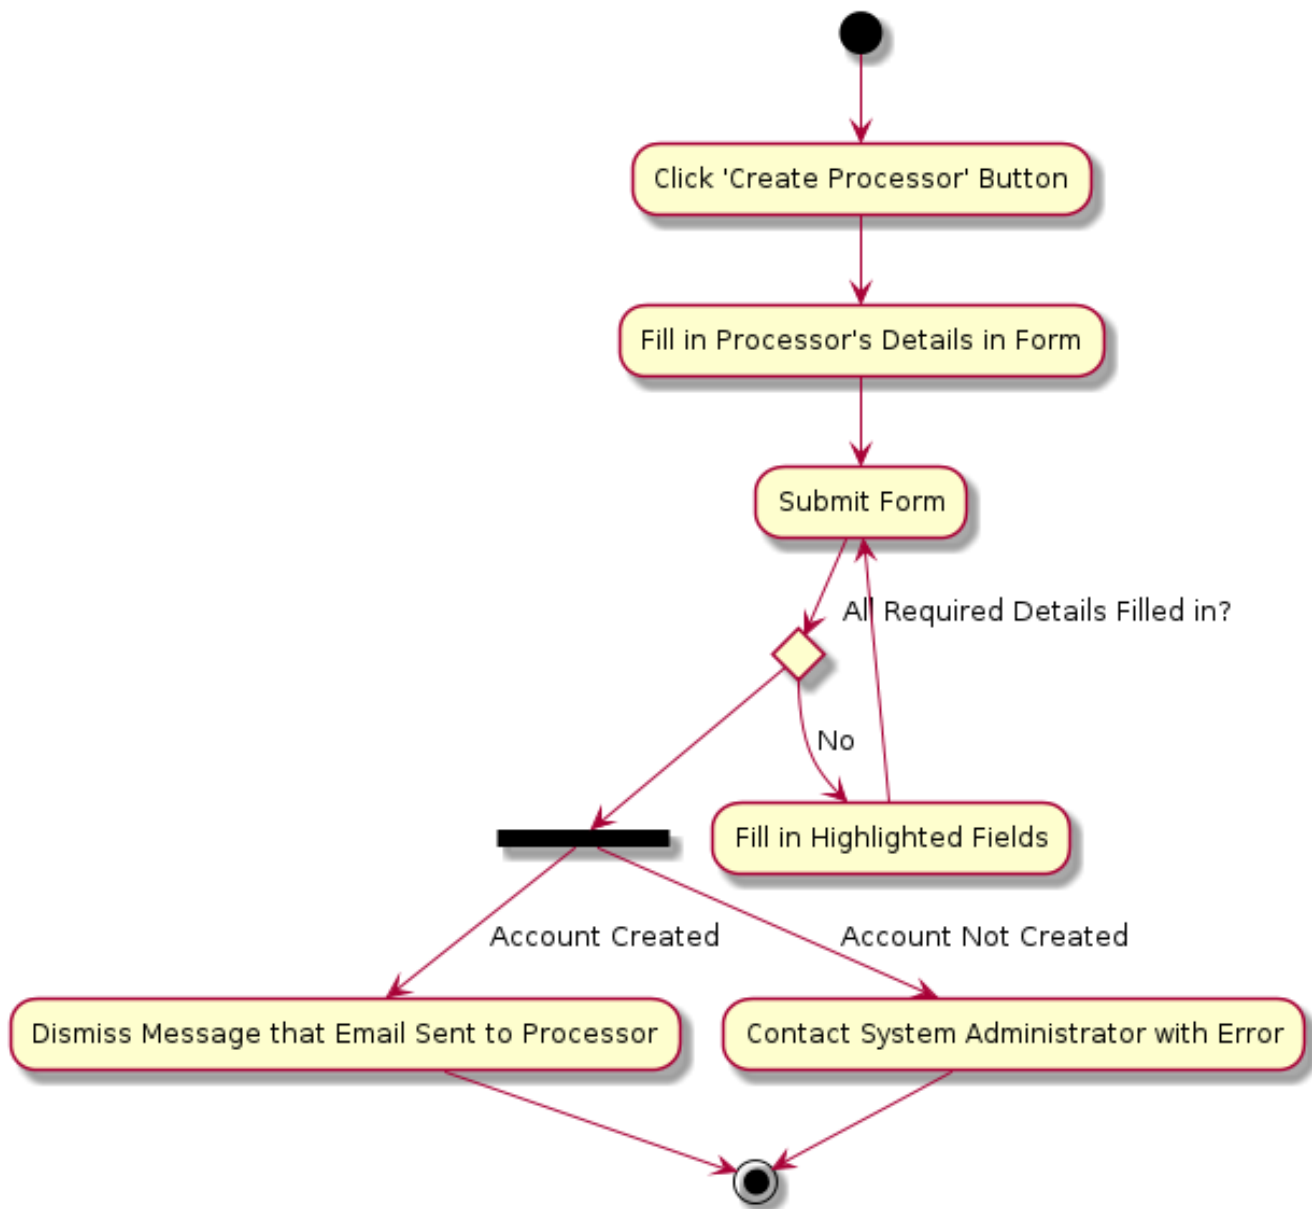 Click 'Create Processor' Button
Fill in Processor's Details in Form
Submit Form
All Required Details Filled in?
No
Fill in Highlighted Fields
Account Created
Account Not Created
Dismiss Message that Email Sent to Processor
Contact System Administrator with Error